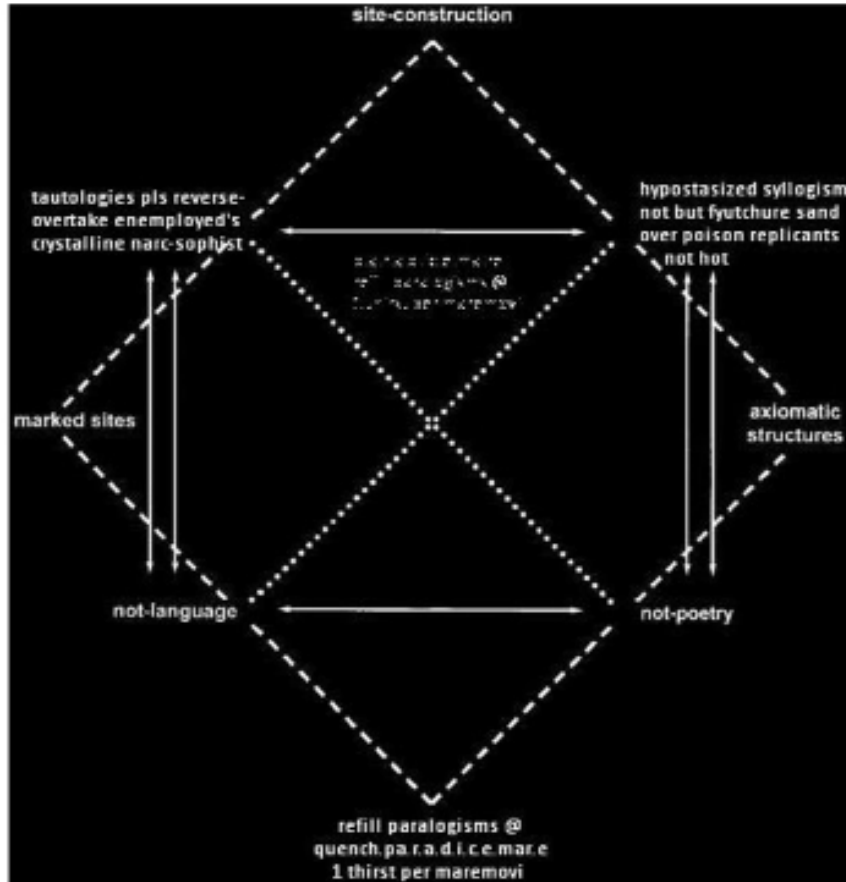 site-construction
tautologies pls reverse-
overtake enemployed's
crystalline narc-sophist
hypostasized syllogism
not but fyutchure sand
over poison replicants
not hot
marked sites
axiomatic
structures
not-language
not-poetry
refill paralogisms @
quench.pa.r.a.d.i.c.e.mar.e
1 thirst per maremovi